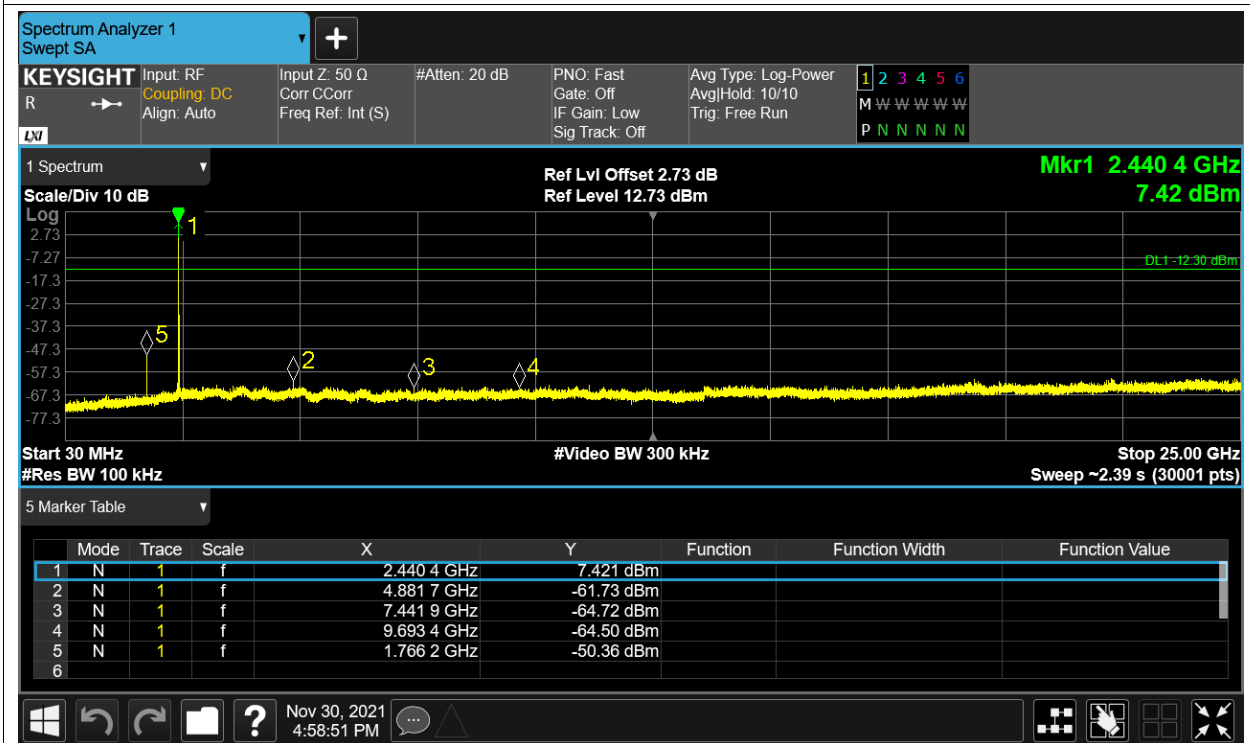 Spectrum Analyzer 1
Swept SA
KEYSIGHT
R
LXI
Input: RF
Coupling: DC
Align: Auto
Input Z: 50 Ω
Corr CCorr
Freq Ref: Int (S)
#Atten: 20 dB
PNO: Fast
Gate: Off
IF Gain: Low
Sig Track: Off
Avg Type: Log-Power
Avg|Hold: 10/10
Trig: Free Run
1 2 3 4 5 6
M W W W W W
P N N N N N
1 Spectrum
Scale/Div 10 dB
Ref Lvl Offset 2.73 dB
Ref Level 12.73 dBm
Mkr1 2.440 4 GHz
7.42 dBm
Log
2.73
-7.27
-17.3
-27.3
-37.3
-47.3
-57.3
-67.3
-77.3
1
DL1 -12.30 dBm
5
2
3
4
Start 30 MHz
#Res BW 100 kHz
#Video BW 300 kHz
Stop 25.00 GHz
Sweep ~2.39 s (30001 pts)
5 Marker Table
Mode Trace Scale X Y Function Function Width Function Value
1 N 1 f 2.440 4 GHz 7.421 dBm
2 N 1 f 4.881 7 GHz -61.73 dBm
3 N 1 f 7.441 9 GHz -64.72 dBm
4 N 1 f 9.693 4 GHz -64.50 dBm
5 N 1 f 1.766 2 GHz -50.36 dBm
6
?
Nov 30, 2021
4:58:51 PM